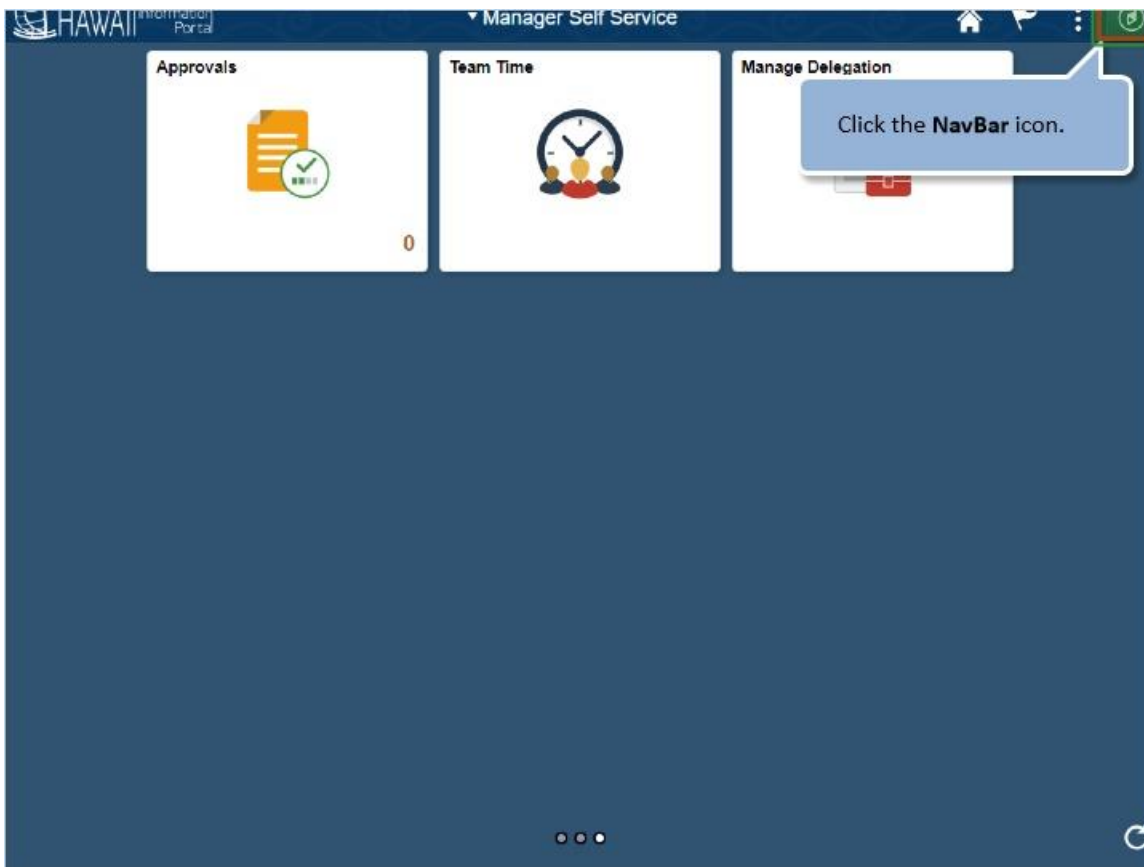 HAWAII Information
Portal
▾ Manager Self Service
Approvals
Team Time
Manage Delegation
Click the NavBar icon.
0